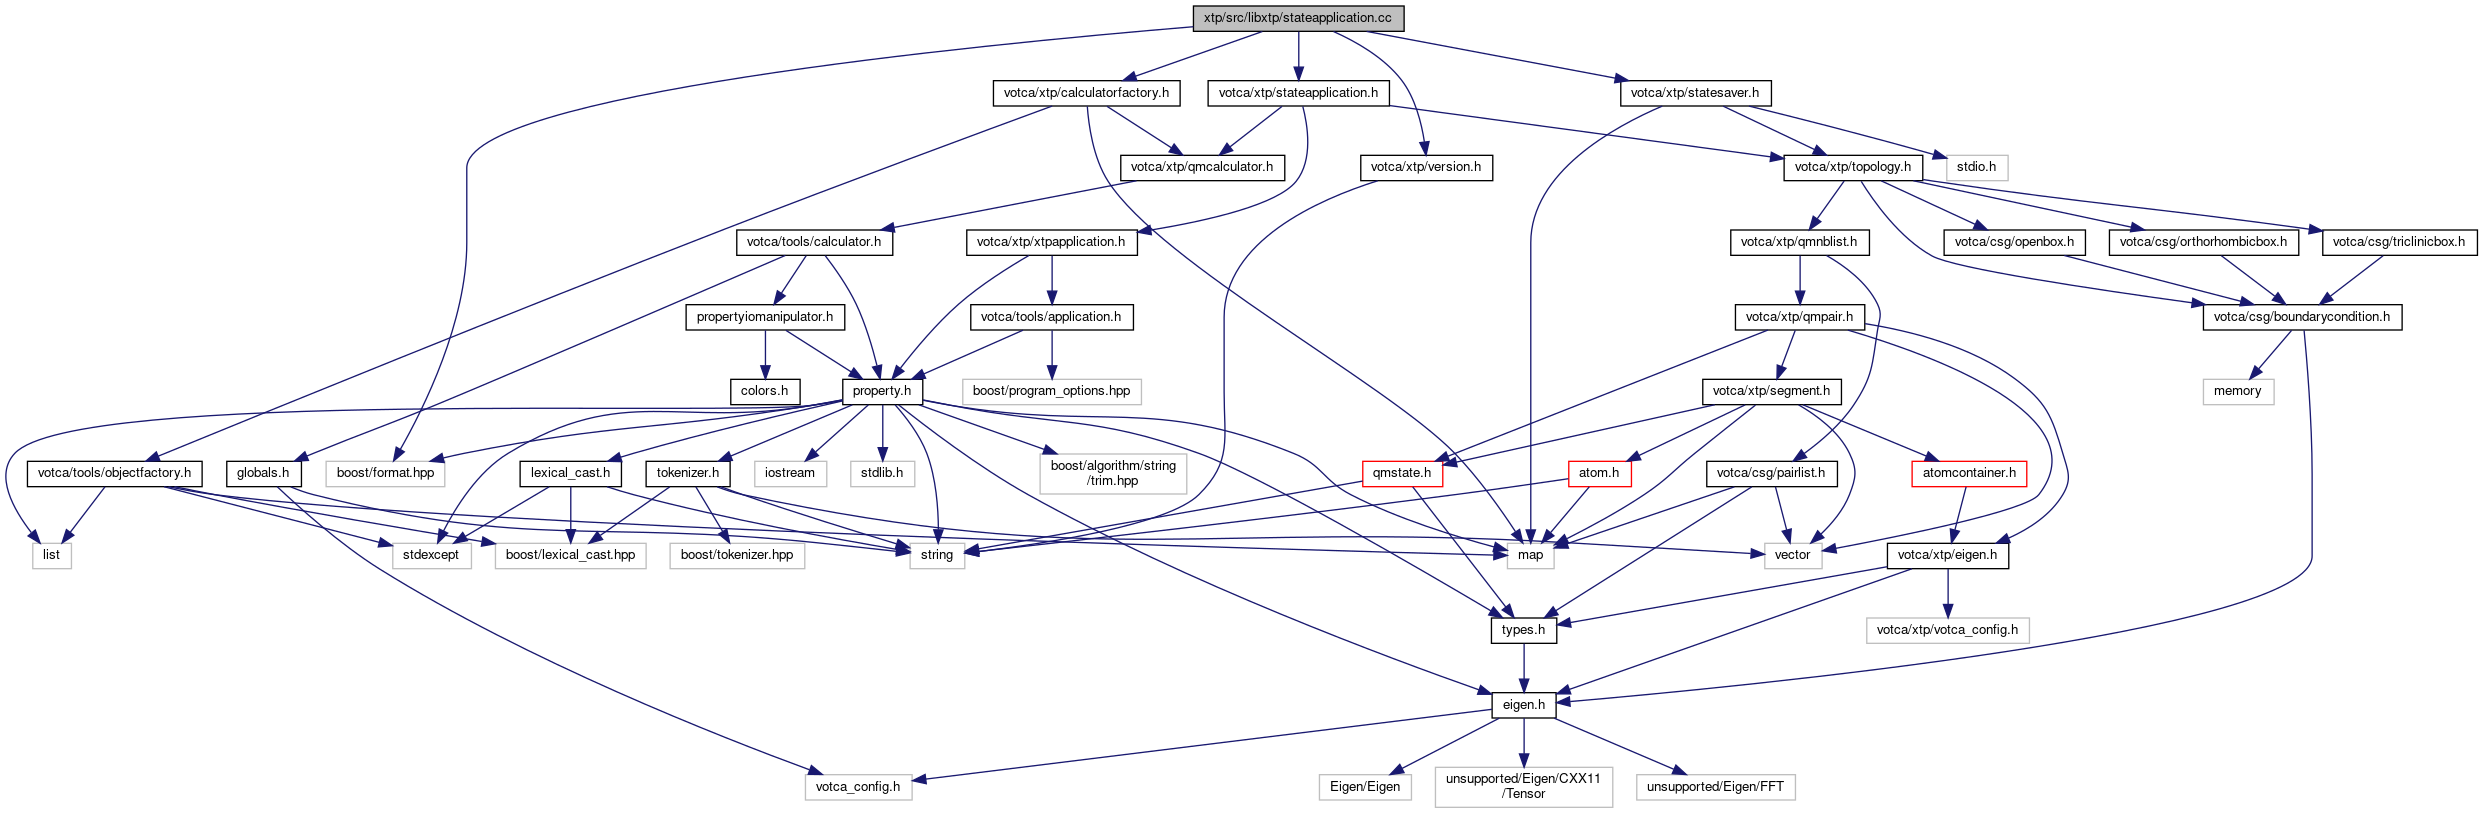 xtp/src/libxtp/stateapplication.cc
votca/xtp/calculatorfactory.h
votca/xtp/stateapplication.h
votca/xtp/statesaver.h
votca/xtp/qmcalculator.h
votca/xtp/version.h
votca/xtp/topology.h
stdio.h
votca/tools/calculator.h
votca/xtp/xtpapplication.h
votca/xtp/qmnblist.h
votca/csg/openbox.h
votca/csg/orthorhombicbox.h
votca/csg/triclinicbox.h
propertyiomanipulator.h
votca/tools/application.h
votca/xtp/qmpair.h
votca/csg/boundarycondition.h
colors.h
property.h
boost/program_options.hpp
votca/xtp/segment.h
memory
votca/tools/objectfactory.h
globals.h
boost/format.hpp
lexical_cast.h
tokenizer.h
iostream
stdlib.h
boost/algorithm/string
/trim.hpp
qmstate.h
atom.h
votca/csg/pairlist.h
atomcontainer.h
list
stdexcept
boost/lexical_cast.hpp
boost/tokenizer.hpp
string
map
vector
votca/xtp/eigen.h
types.h
votca/xtp/votca_config.h
eigen.h
votca_config.h
Eigen/Eigen
unsupported/Eigen/CXX11
/Tensor
unsupported/Eigen/FFT